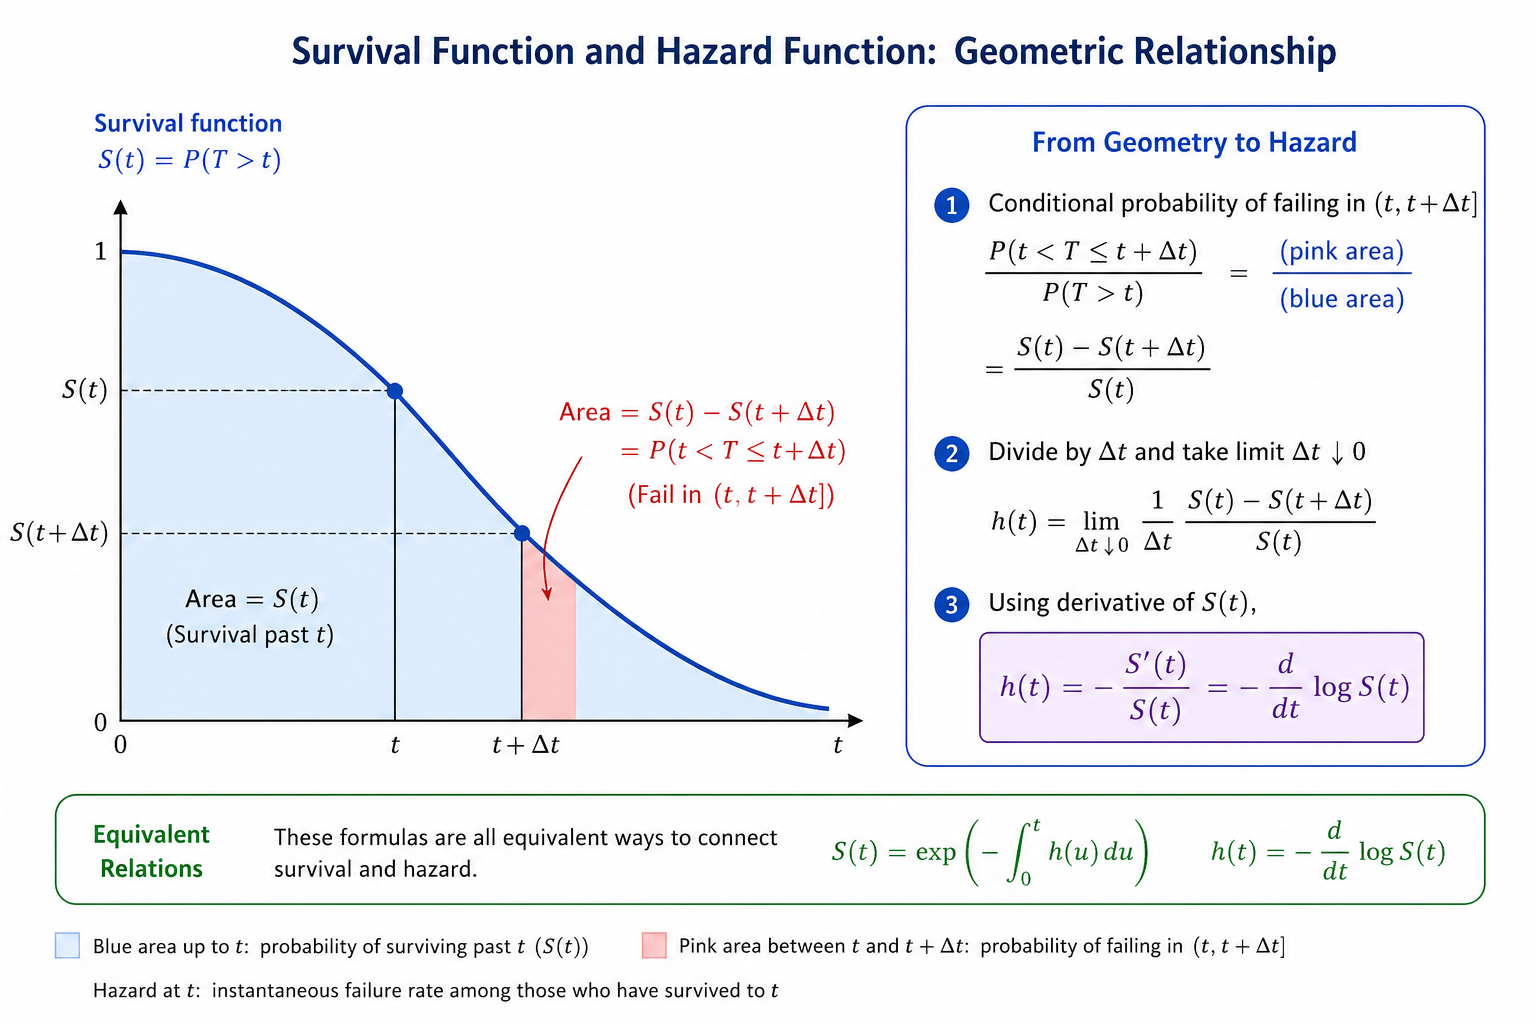 Survival Function and Hazard Function: Geometric Relationship
Survival function
S(t) = P(T > t)
1
S(t)
S(t+Δt)
0
0
t
t + Δt
t
Area = S(t) − S(t + Δt)
= P(t < T ≤ t+Δt)
(Fail in (t, t + Δt])
Area = S(t)
(Survival past t)
From Geometry to Hazard
1 Conditional probability of failing in (t, t+Δt]
P(t < T ≤ t + Δt) / P(T > t) = (pink area) / (blue area)
= S(t) − S(t + Δt) / S(t)
2 Divide by Δt and take limit Δt ↓ 0
h(t) = lim Δt↓0 1/Δt S(t) − S(t + Δt) / S(t)
3 Using derivative of S(t),
h(t) = − S′(t) / S(t) = − d/dt log S(t)
Equivalent
Relations
These formulas are all equivalent ways to connect
survival and hazard.
S(t) = exp(− ∫₀ᵗ h(u) du)
h(t) = − d/dt log S(t)
Blue area up to t: probability of surviving past t (S(t))
Pink area between t and t + Δt: probability of failing in (t, t + Δt]
Hazard at t: instantaneous failure rate among those who have survived to t